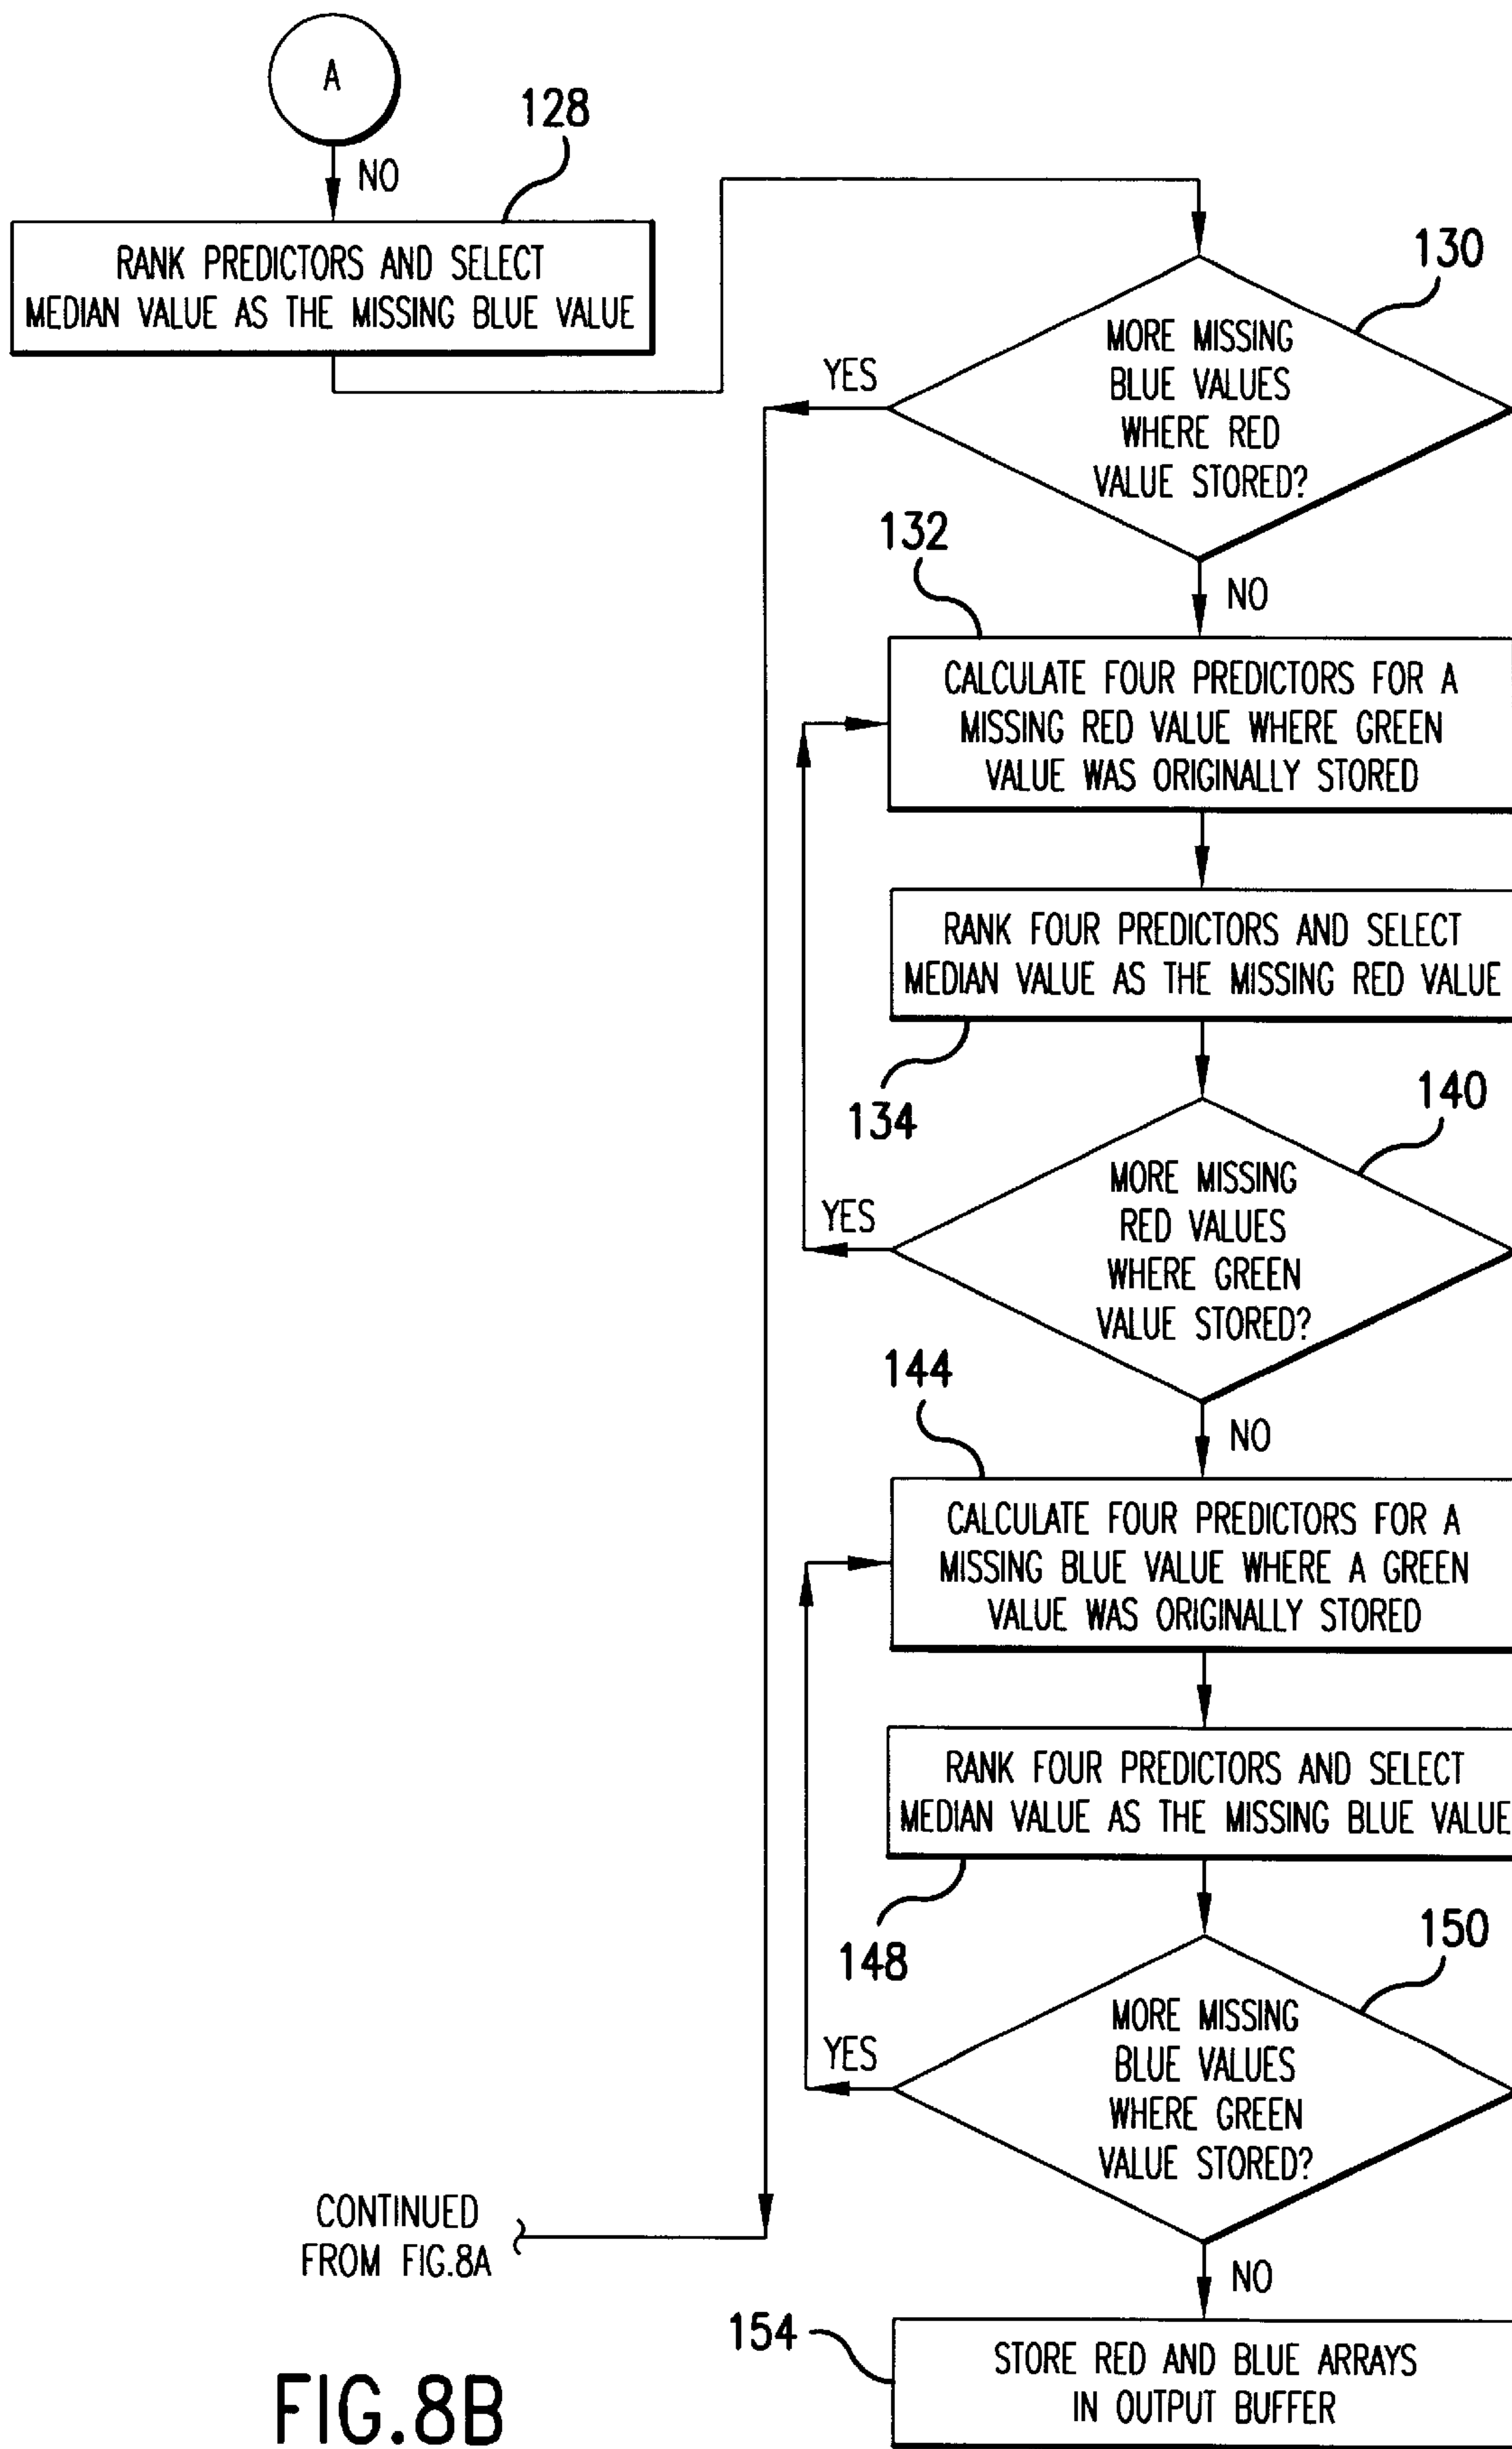 A
NO
128
RANK PREDICTORS AND SELECT
MEDIAN VALUE AS THE MISSING BLUE VALUE
130
MORE MISSING
BLUE VALUES
WHERE RED
VALUE STORED?
YES
NO
132
CALCULATE FOUR PREDICTORS FOR A
MISSING RED VALUE WHERE GREEN
VALUE WAS ORIGINALLY STORED
RANK FOUR PREDICTORS AND SELECT
MEDIAN VALUE AS THE MISSING RED VALUE
134
140
MORE MISSING
RED VALUES
WHERE GREEN
VALUE STORED?
YES
NO
144
CALCULATE FOUR PREDICTORS FOR A
MISSING BLUE VALUE WHERE A GREEN
VALUE WAS ORIGINALLY STORED
RANK FOUR PREDICTORS AND SELECT
MEDIAN VALUE AS THE MISSING BLUE VALUE
148
150
MORE MISSING
BLUE VALUES
WHERE GREEN
VALUE STORED?
YES
NO
CONTINUED
FROM FIG.8A
154
STORE RED AND BLUE ARRAYS
IN OUTPUT BUFFER
FIG.8B